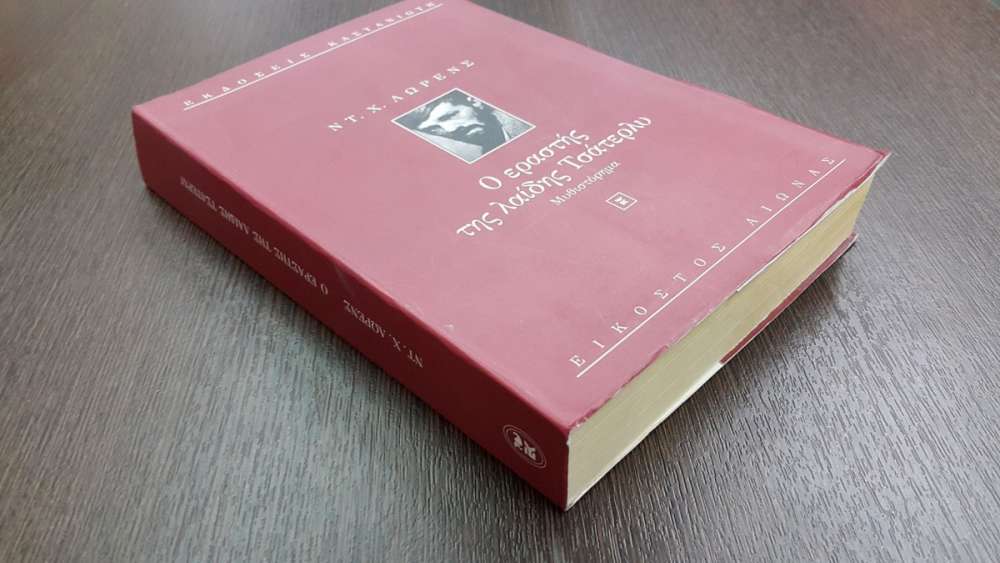 ΕΚΔΟΣΕΙΣ ΚΑΣΤΑΝΙΩΤΗ
ΝΤ. Χ. ΛΩΡΕΝΣ
Ο εραστής
της λαίδης Τσάτερλυ
Μυθιστόρημα
ΕΙΚΟΣΤΟΣ ΑΙΩΝΑΣ
ΝΤ. Χ. ΛΩΡΕΝΣ Ο ΕΡΑΣΤΗΣ ΤΗΣ ΛΑΙΔΗΣ ΤΣΑΤΕΡΛΥ